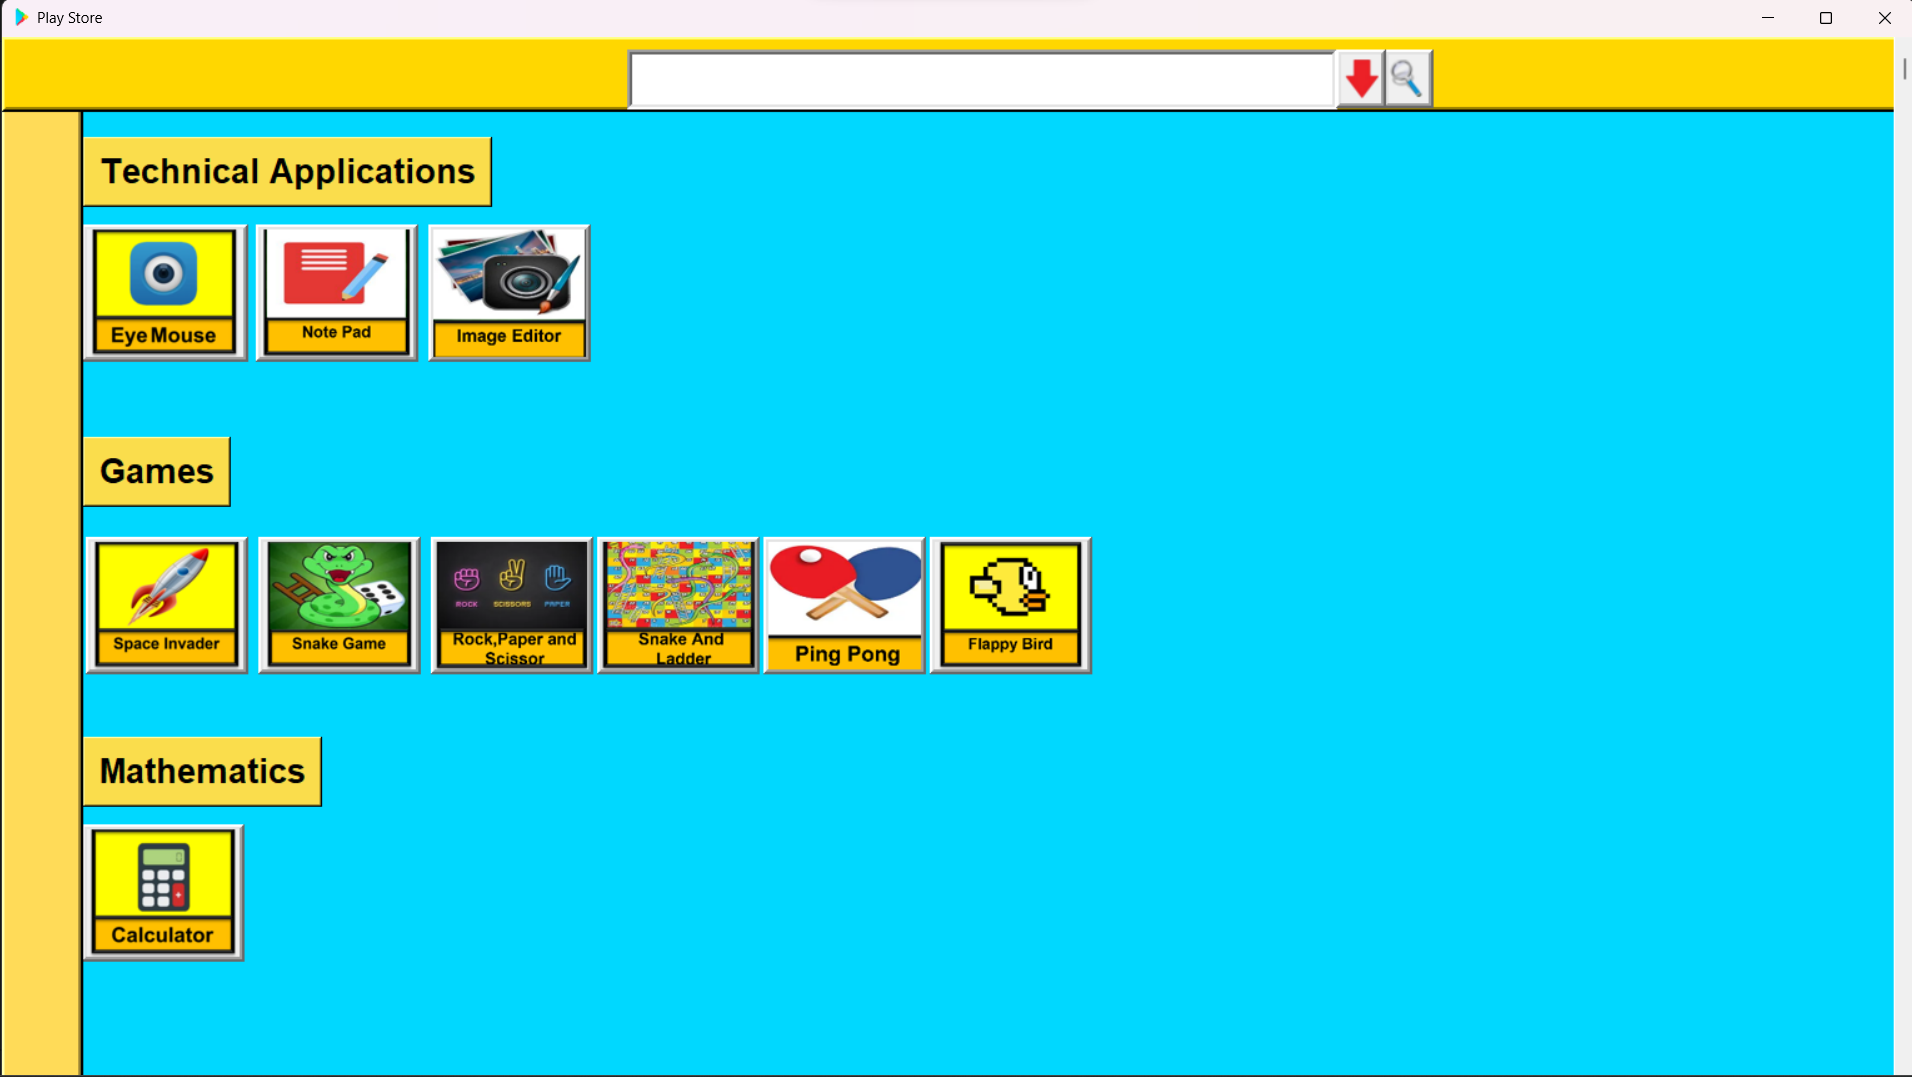 Play Store
Technical Applications
Eye Mouse
Note Pad
Image Editor
Games
ROCK
SCISSORS
PAPER
Space Invader
Snake Game
Rock,Paper and
Scissor
Snake And
Ladder
Ping Pong
Flappy Bird
Mathematics
0
Calculator